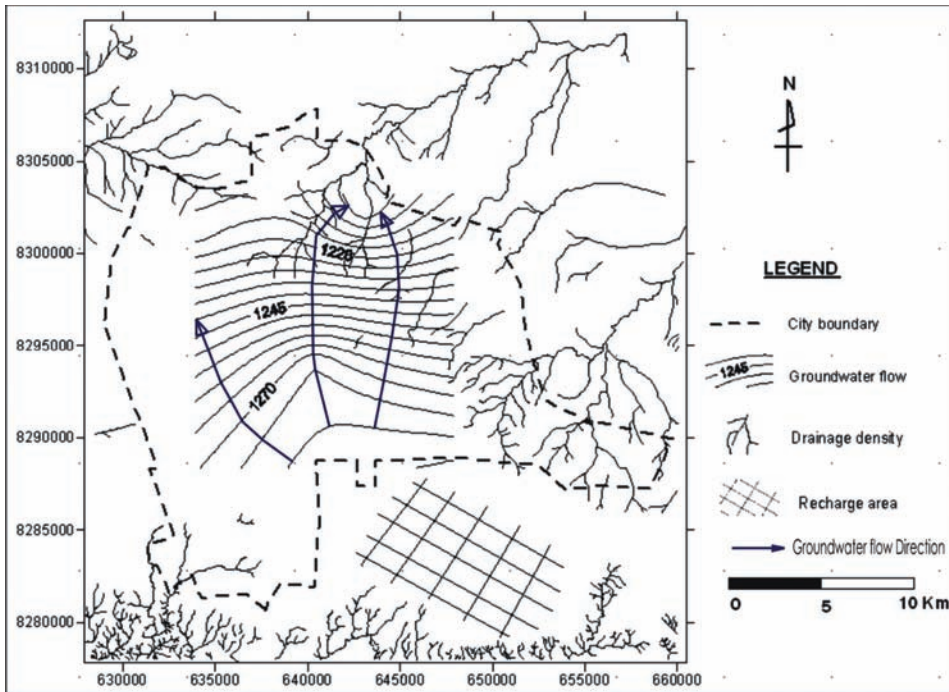 8310000
8305000
8300000
8295000
8290000
8285000
8280000
630000 635000 640000 645000 650000 655000 660000
1220
1245
1270
N
LEGEND
City boundary
1245
Groundwater flow
Drainage density
Recharge area
Groundwater flow Direction
0 5 10 Km